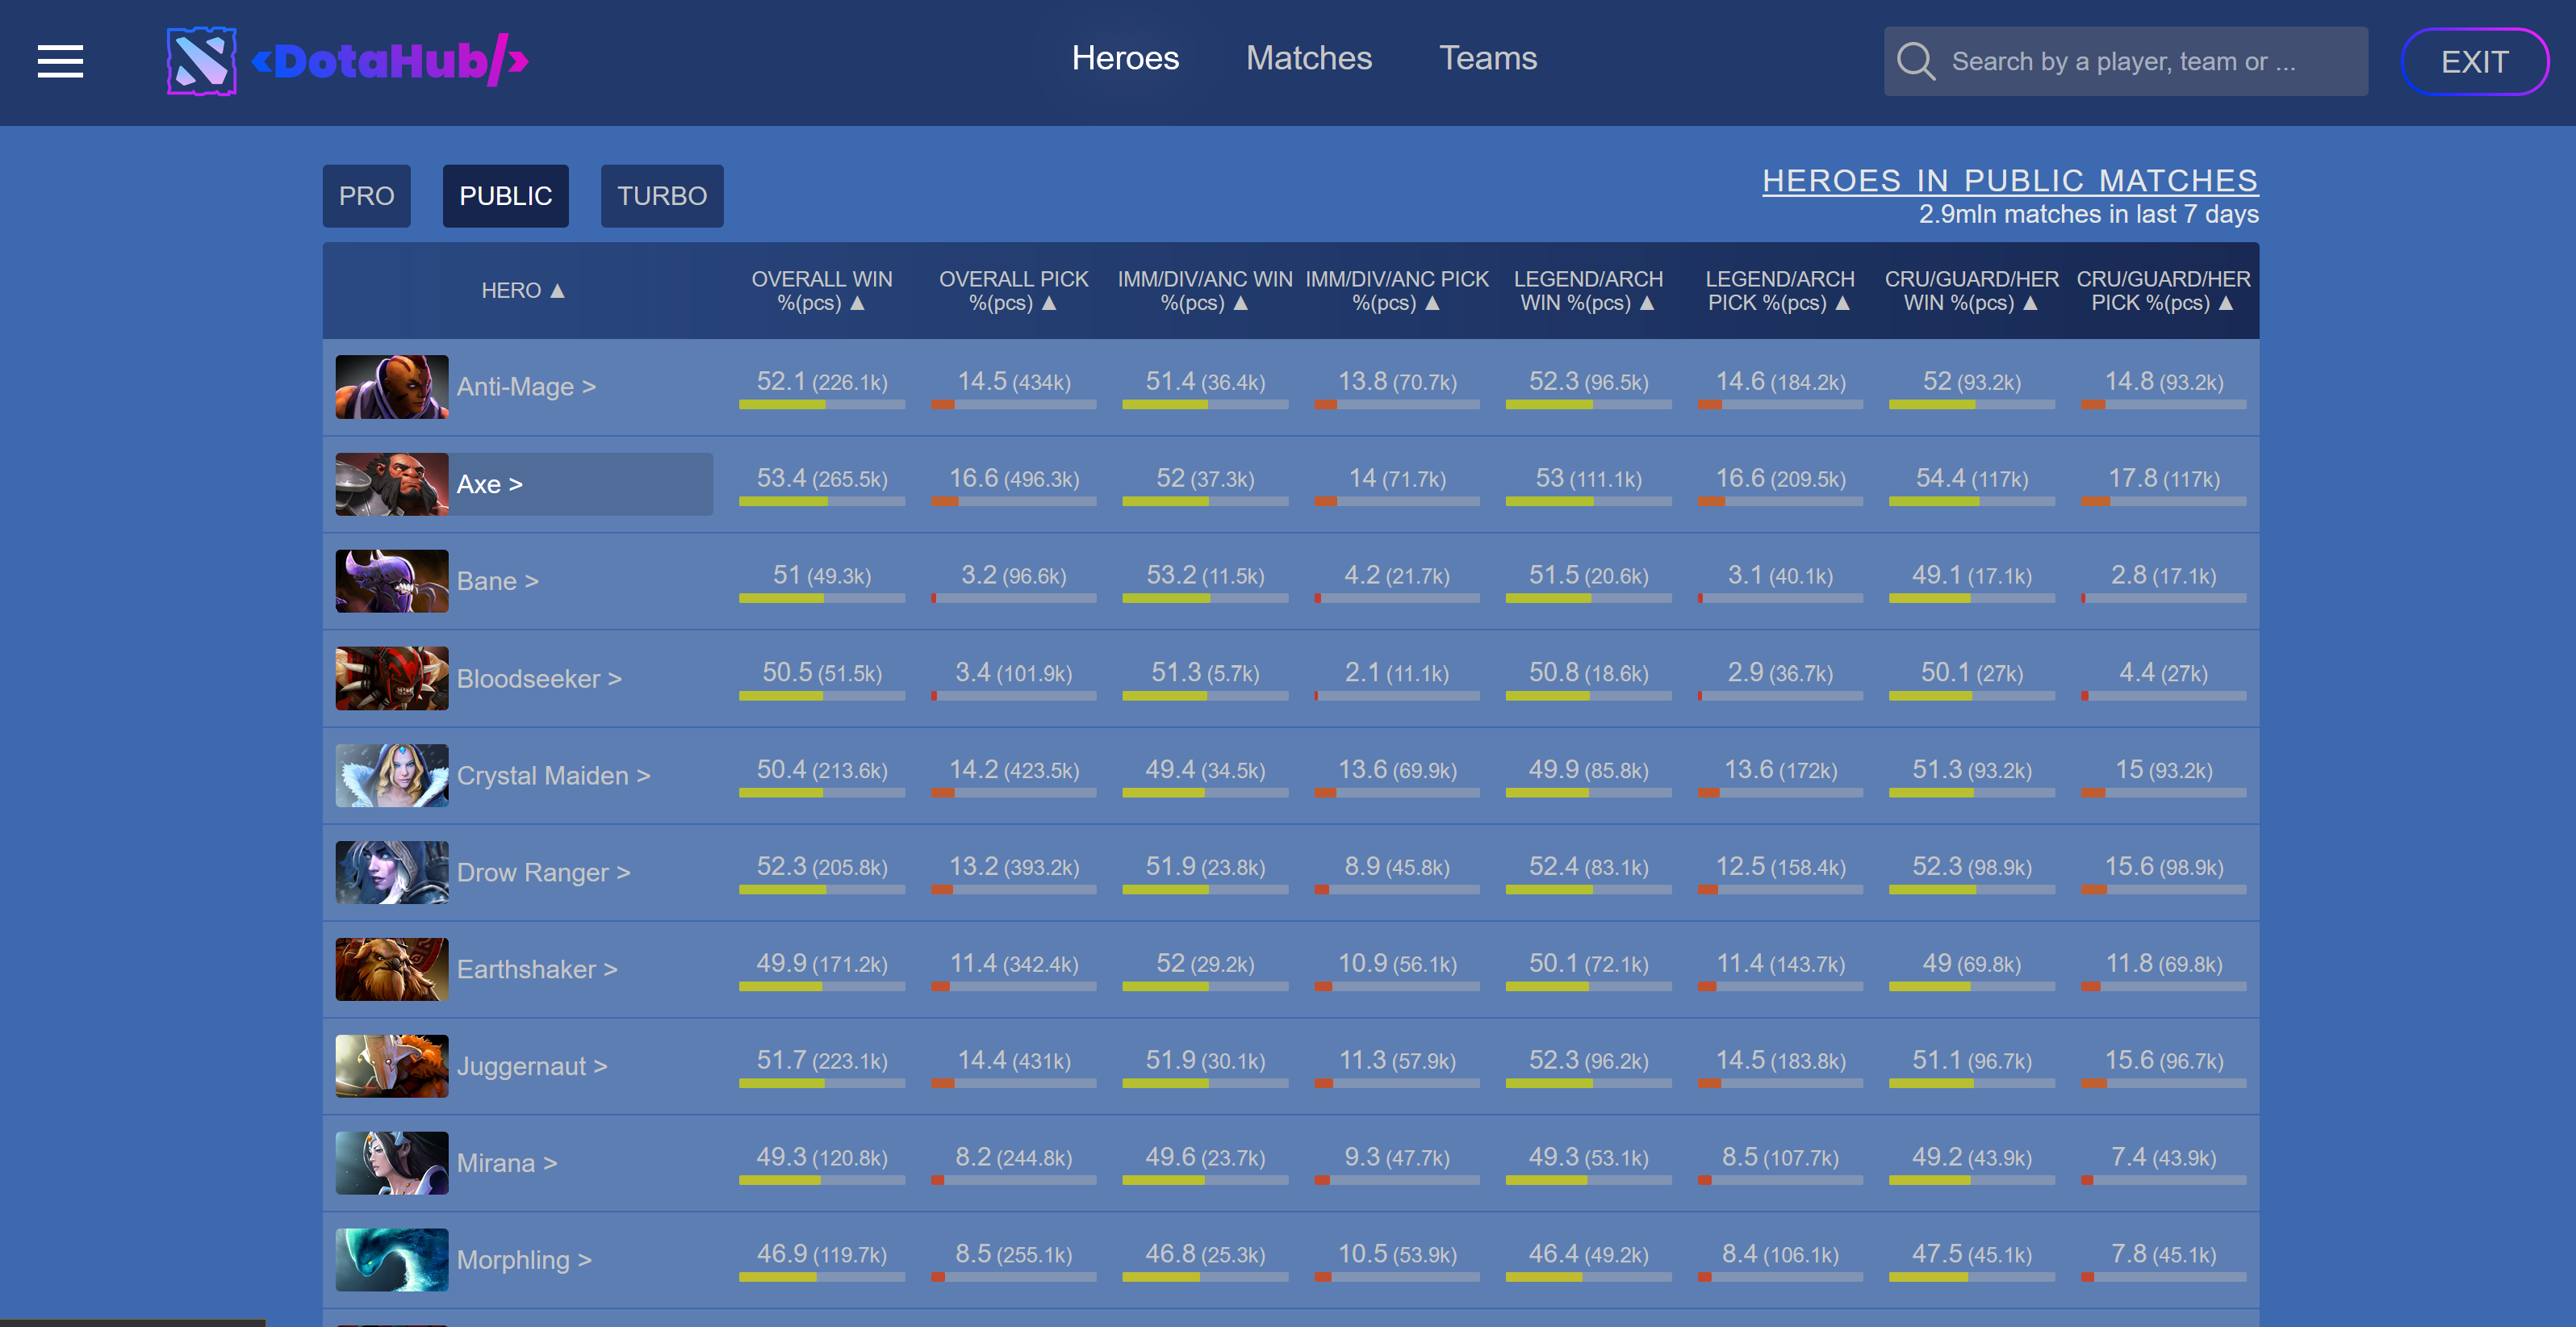 <DotaHub/>
Heroes Matches Teams
Search by a player, team or ...
EXIT
PRO PUBLIC TURBO
HEROES IN PUBLIC MATCHES
2.9mln matches in last 7 days
HERO ▲
OVERALL WIN %(pcs) ▲
OVERALL PICK %(pcs) ▲
IMM/DIV/ANC WIN %(pcs) ▲
IMM/DIV/ANC PICK %(pcs) ▲
LEGEND/ARCH WIN %(pcs) ▲
LEGEND/ARCH PICK %(pcs) ▲
CRU/GUARD/HER WIN %(pcs) ▲
CRU/GUARD/HER PICK %(pcs) ▲
Anti-Mage > 52.1 (226.1k) 14.5 (434k) 51.4 (36.4k) 13.8 (70.7k) 52.3 (96.5k) 14.6 (184.2k) 52 (93.2k) 14.8 (93.2k)
Axe > 53.4 (265.5k) 16.6 (496.3k) 52 (37.3k) 14 (71.7k) 53 (111.1k) 16.6 (209.5k) 54.4 (117k) 17.8 (117k)
Bane > 51 (49.3k) 3.2 (96.6k) 53.2 (11.5k) 4.2 (21.7k) 51.5 (20.6k) 3.1 (40.1k) 49.1 (17.1k) 2.8 (17.1k)
Bloodseeker > 50.5 (51.5k) 3.4 (101.9k) 51.3 (5.7k) 2.1 (11.1k) 50.8 (18.6k) 2.9 (36.7k) 50.1 (27k) 4.4 (27k)
Crystal Maiden > 50.4 (213.6k) 14.2 (423.5k) 49.4 (34.5k) 13.6 (69.9k) 49.9 (85.8k) 13.6 (172k) 51.3 (93.2k) 15 (93.2k)
Drow Ranger > 52.3 (205.8k) 13.2 (393.2k) 51.9 (23.8k) 8.9 (45.8k) 52.4 (83.1k) 12.5 (158.4k) 52.3 (98.9k) 15.6 (98.9k)
Earthshaker > 49.9 (171.2k) 11.4 (342.4k) 52 (29.2k) 10.9 (56.1k) 50.1 (72.1k) 11.4 (143.7k) 49 (69.8k) 11.8 (69.8k)
Juggernaut > 51.7 (223.1k) 14.4 (431k) 51.9 (30.1k) 11.3 (57.9k) 52.3 (96.2k) 14.5 (183.8k) 51.1 (96.7k) 15.6 (96.7k)
Mirana > 49.3 (120.8k) 8.2 (244.8k) 49.6 (23.7k) 9.3 (47.7k) 49.3 (53.1k) 8.5 (107.7k) 49.2 (43.9k) 7.4 (43.9k)
Morphling > 46.9 (119.7k) 8.5 (255.1k) 46.8 (25.3k) 10.5 (53.9k) 46.4 (49.2k) 8.4 (106.1k) 47.5 (45.1k) 7.8 (45.1k)